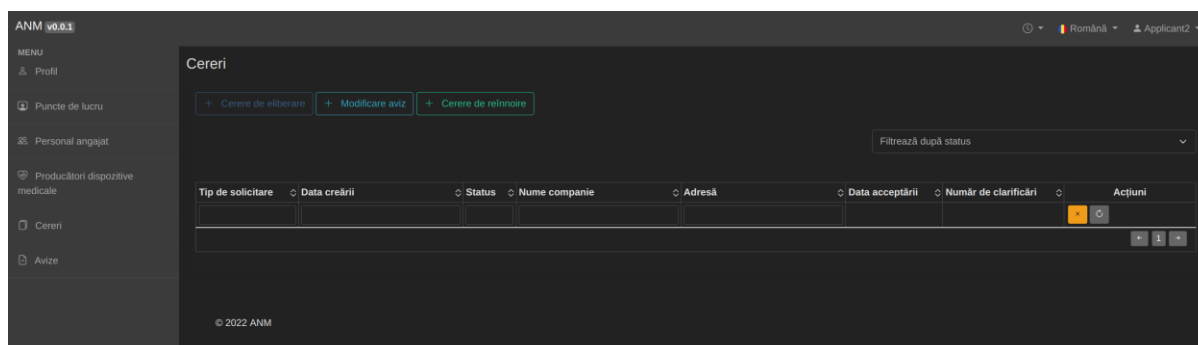 ANM v0.0.1
Română Applicant2
MENU
Profil
Cereri
Puncte de lucru
+ Cerere de eliberare + Modificare aviz + Cerere de reînnoire
Personal angajat
Filtrează după status
Producători dispozitive
medicale
Tip de solicitare Data creării Status Nume companie Adresă Data acceptării Număr de clarificări Acțiuni
Cereri
← 1 →
Avize
© 2022 ANM